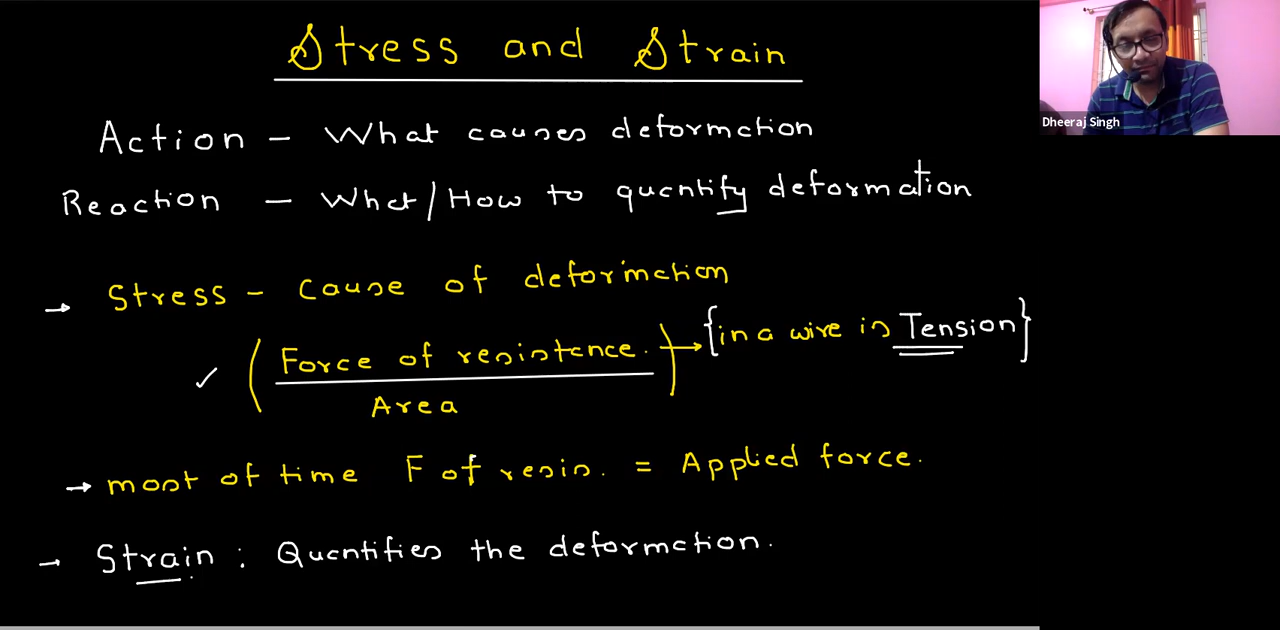 Stress and Strain
Dheeraj Singh
Action - What causes deformation
Reaction - What/How to quantify deformation
→ Stress - cause of deformation
✓ (Force of resistance. / Area) → {in a wire is Tension}
→ most of time F of resis. = Applied force.
→ Strain : Quantifies the deformation.